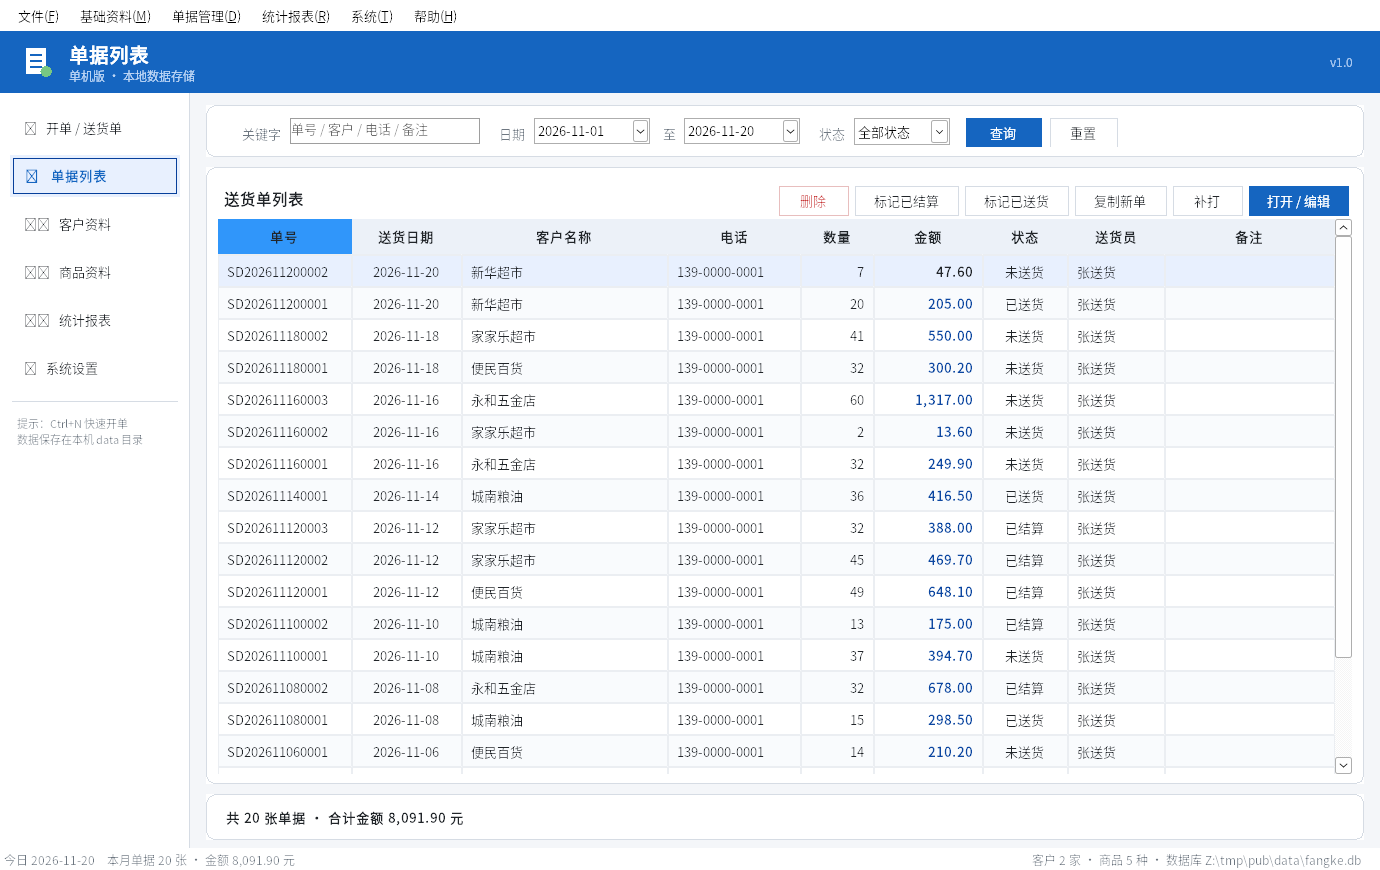 文件(F) 基础资料(M) 单据管理(D) 统计报表(R) 系统(T) 帮助(H)
单据列表
单机版 · 本地数据存储
v1.0
开单 / 送货单
单据列表
客户资料
商品资料
统计报表
系统设置
提示：Ctrl+N 快速开单
数据保存在本机 data 目录
关键字 单号 / 客户 / 电话 / 备注 日期 2026-11-01 至 2026-11-20 状态 全部状态 查询 重置
送货单列表 删除 标记已结算 标记已送货 复制新单 补打 打开 / 编辑
单号 送货日期 客户名称 电话 数量 金额 状态 送货员 备注
SD202611200002 2026-11-20 新华超市 139-0000-0001 7 47.60 未送货 张送货
SD202611200001 2026-11-20 新华超市 139-0000-0001 20 205.00 已送货 张送货
SD202611180002 2026-11-18 家家乐超市 139-0000-0001 41 550.00 未送货 张送货
SD202611180001 2026-11-18 便民百货 139-0000-0001 32 300.20 未送货 张送货
SD202611160003 2026-11-16 永和五金店 139-0000-0001 60 1,317.00 未送货 张送货
SD202611160002 2026-11-16 家家乐超市 139-0000-0001 2 13.60 未送货 张送货
SD202611160001 2026-11-16 永和五金店 139-0000-0001 32 249.90 未送货 张送货
SD202611140001 2026-11-14 城南粮油 139-0000-0001 36 416.50 已送货 张送货
SD202611120003 2026-11-12 家家乐超市 139-0000-0001 32 388.00 已结算 张送货
SD202611120002 2026-11-12 家家乐超市 139-0000-0001 45 469.70 已结算 张送货
SD202611120001 2026-11-12 便民百货 139-0000-0001 49 648.10 已结算 张送货
SD202611100002 2026-11-10 城南粮油 139-0000-0001 13 175.00 已结算 张送货
SD202611100001 2026-11-10 城南粮油 139-0000-0001 37 394.70 未送货 张送货
SD202611080002 2026-11-08 永和五金店 139-0000-0001 32 678.00 已结算 张送货
SD202611080001 2026-11-08 城南粮油 139-0000-0001 15 298.50 已送货 张送货
SD202611060001 2026-11-06 便民百货 139-0000-0001 14 210.20 未送货 张送货
共 20 张单据 · 合计金额 8,091.90 元
今日 2026-11-20 本月单据 20 张 · 金额 8,091.90 元 客户 2 家 · 商品 5 种 · 数据库 Z:\tmp\pub\data\fangke.db